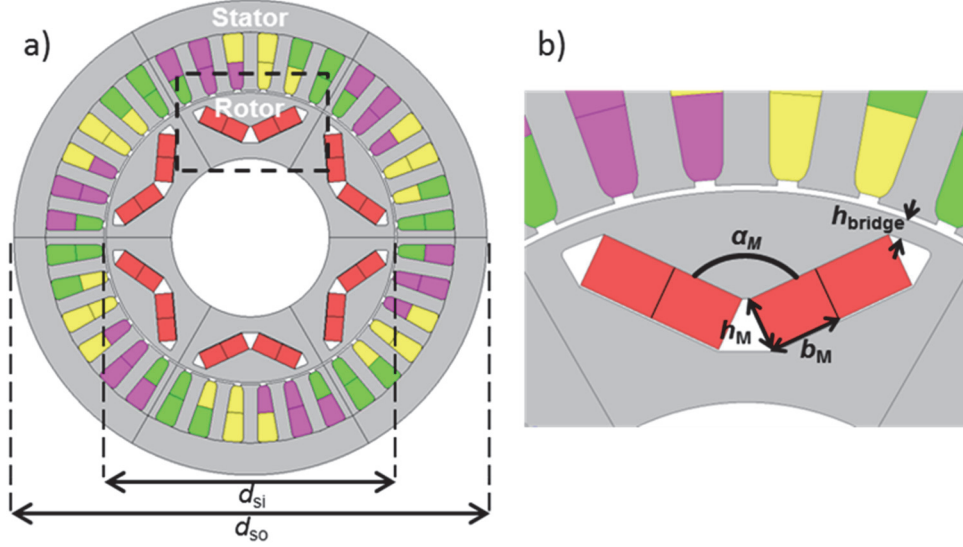 a)
Stator
Rotor
d_si
d_so
b)
h_bridge
α_M
h_M
b_M